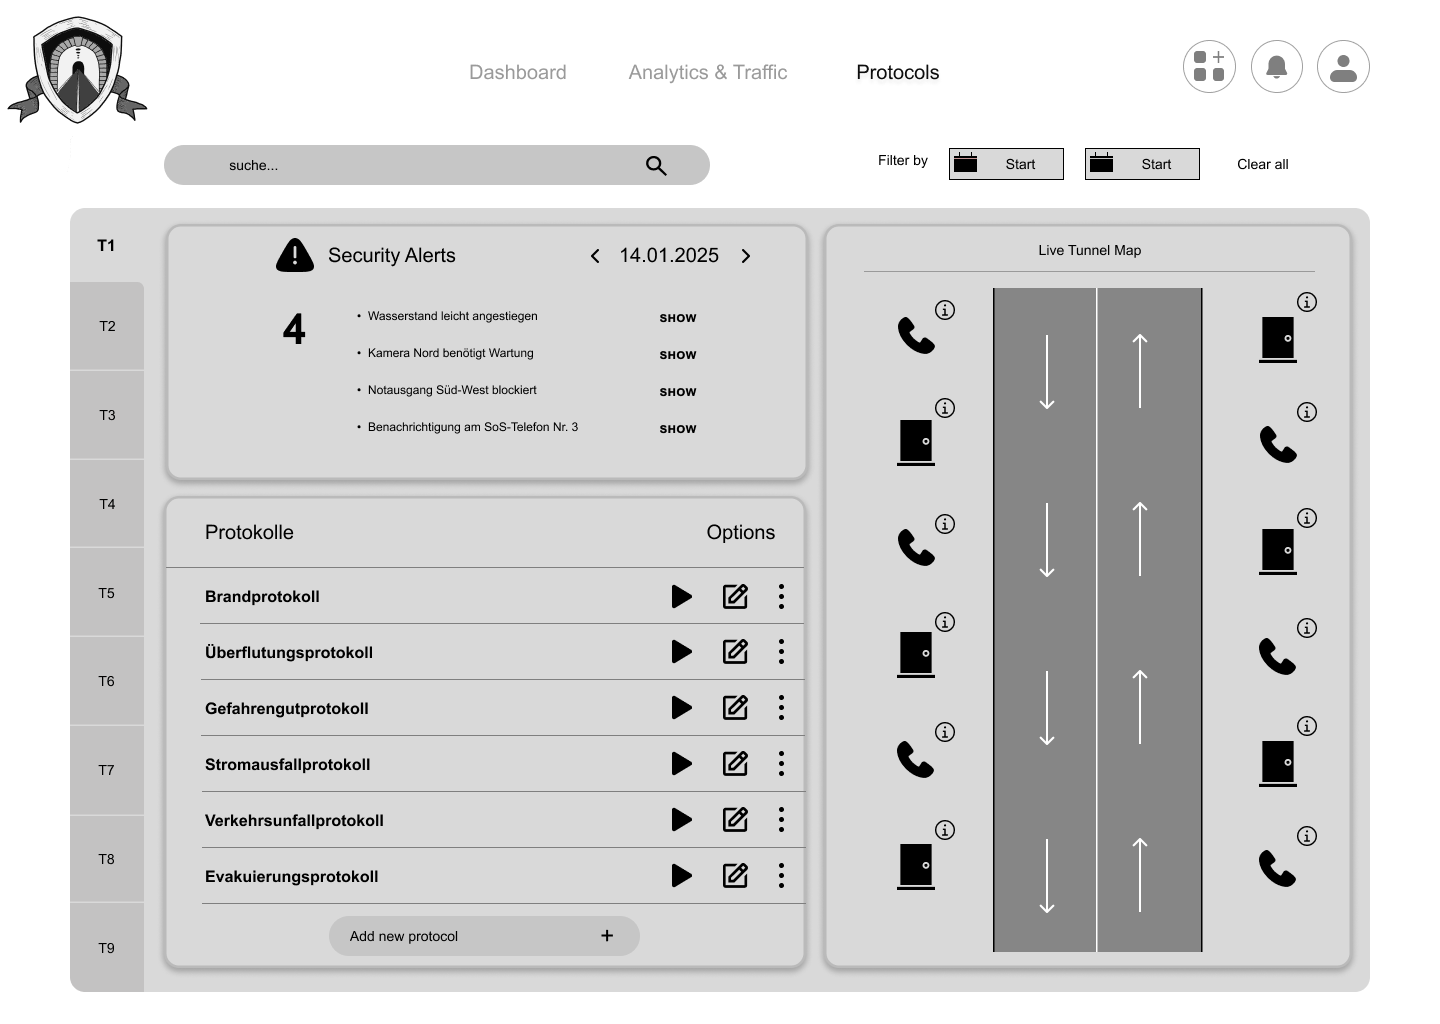 Dashboard
Analytics & Traffic
Protocols
suche...
Filter by
Start
Start
Clear all
T1
T2
T3
T4
T5
T6
T7
T8
T9
Security Alerts
14.01.2025
4
• Wasserstand leicht angestiegen
SHOW
• Kamera Nord benötigt Wartung
SHOW
• Notausgang Süd-West blockiert
SHOW
• Benachrichtigung am SoS-Telefon Nr. 3
SHOW
Protokolle
Options
Brandprotokoll
Überflutungsprotokoll
Gefahrengutprotokoll
Stromausfallprotokoll
Verkehrsunfallprotokoll
Evakuierungsprotokoll
Add new protocol +
Live Tunnel Map